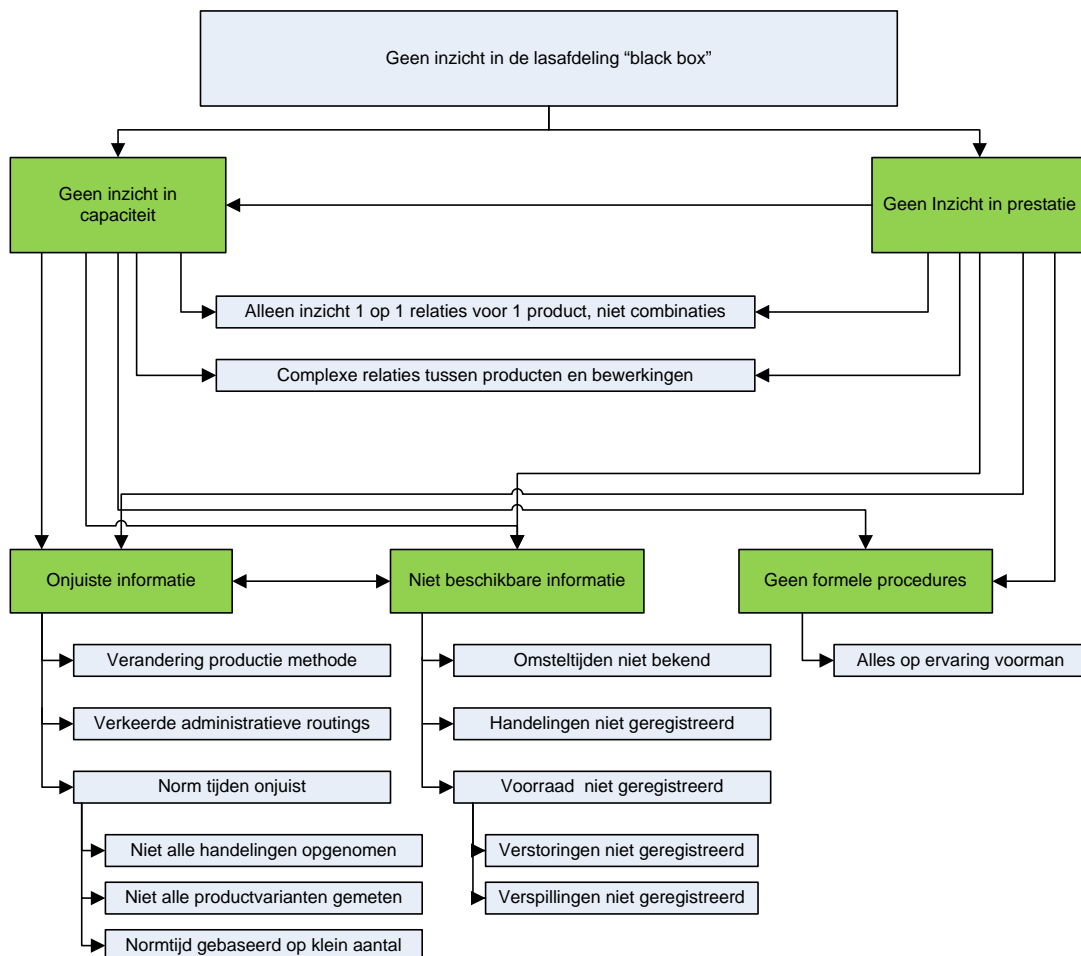 Geen inzicht in de lasafdeling “black box”
Geen inzicht in
capaciteit
Geen Inzicht in prestatie
Alleen inzicht 1 op 1 relaties voor 1 product, niet combinaties
Complexe relaties tussen producten en bewerkingen
Onjuiste informatie
Niet beschikbare informatie
Geen formele procedures
Verandering productie methode
Omsteltijden niet bekend
Alles op ervaring voorman
Verkeerde administratieve routings
Handelingen niet geregistreerd
Norm tijden onjuist
Voorraad  niet geregistreerd
Niet alle handelingen opgenomen
Verstoringen niet geregistreerd
Niet alle productvarianten gemeten
Verspillingen niet geregistreerd
Normtijd gebaseerd op klein aantal